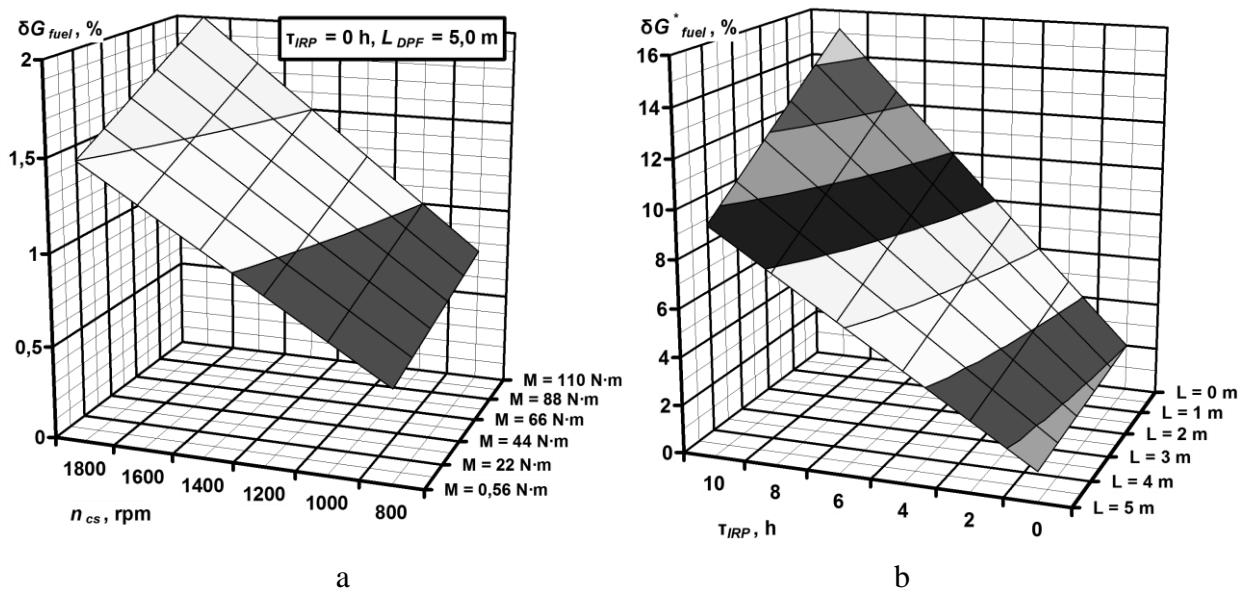 δG fuel , %
τIRP = 0 h, L DPF = 5,0 m
2
1,5
1
0,5
0
1800
1600
1400
1200
1000
800
n cs , rpm
M = 110 N·m
M = 88 N·m
M = 66 N·m
M = 44 N·m
M = 22 N·m
M = 0,56 N·m
a
δG* fuel , %
16
14
12
10
8
6
4
2
0
10
8
6
4
2
0
τIRP , h
L = 0 m
L = 1 m
L = 2 m
L = 3 m
L = 4 m
L = 5 m
b